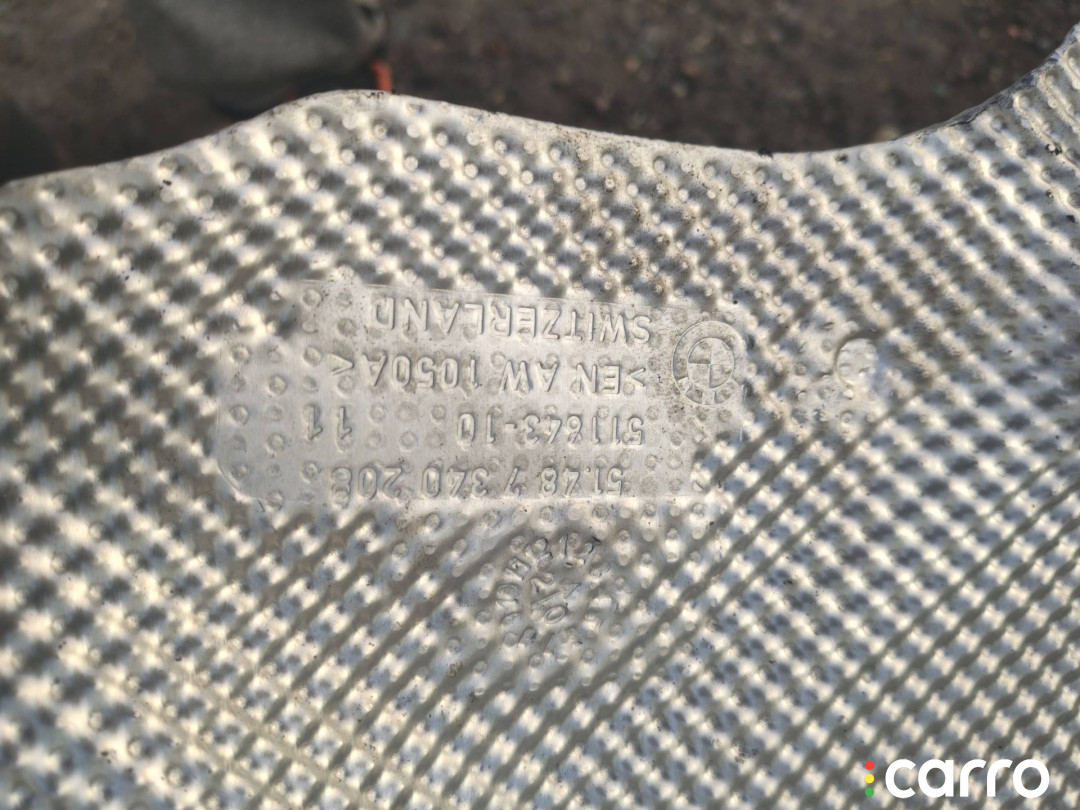 51.48 7 340 208
511643-10 11
>EN AW 1050A<
SWITZERLAND
carro